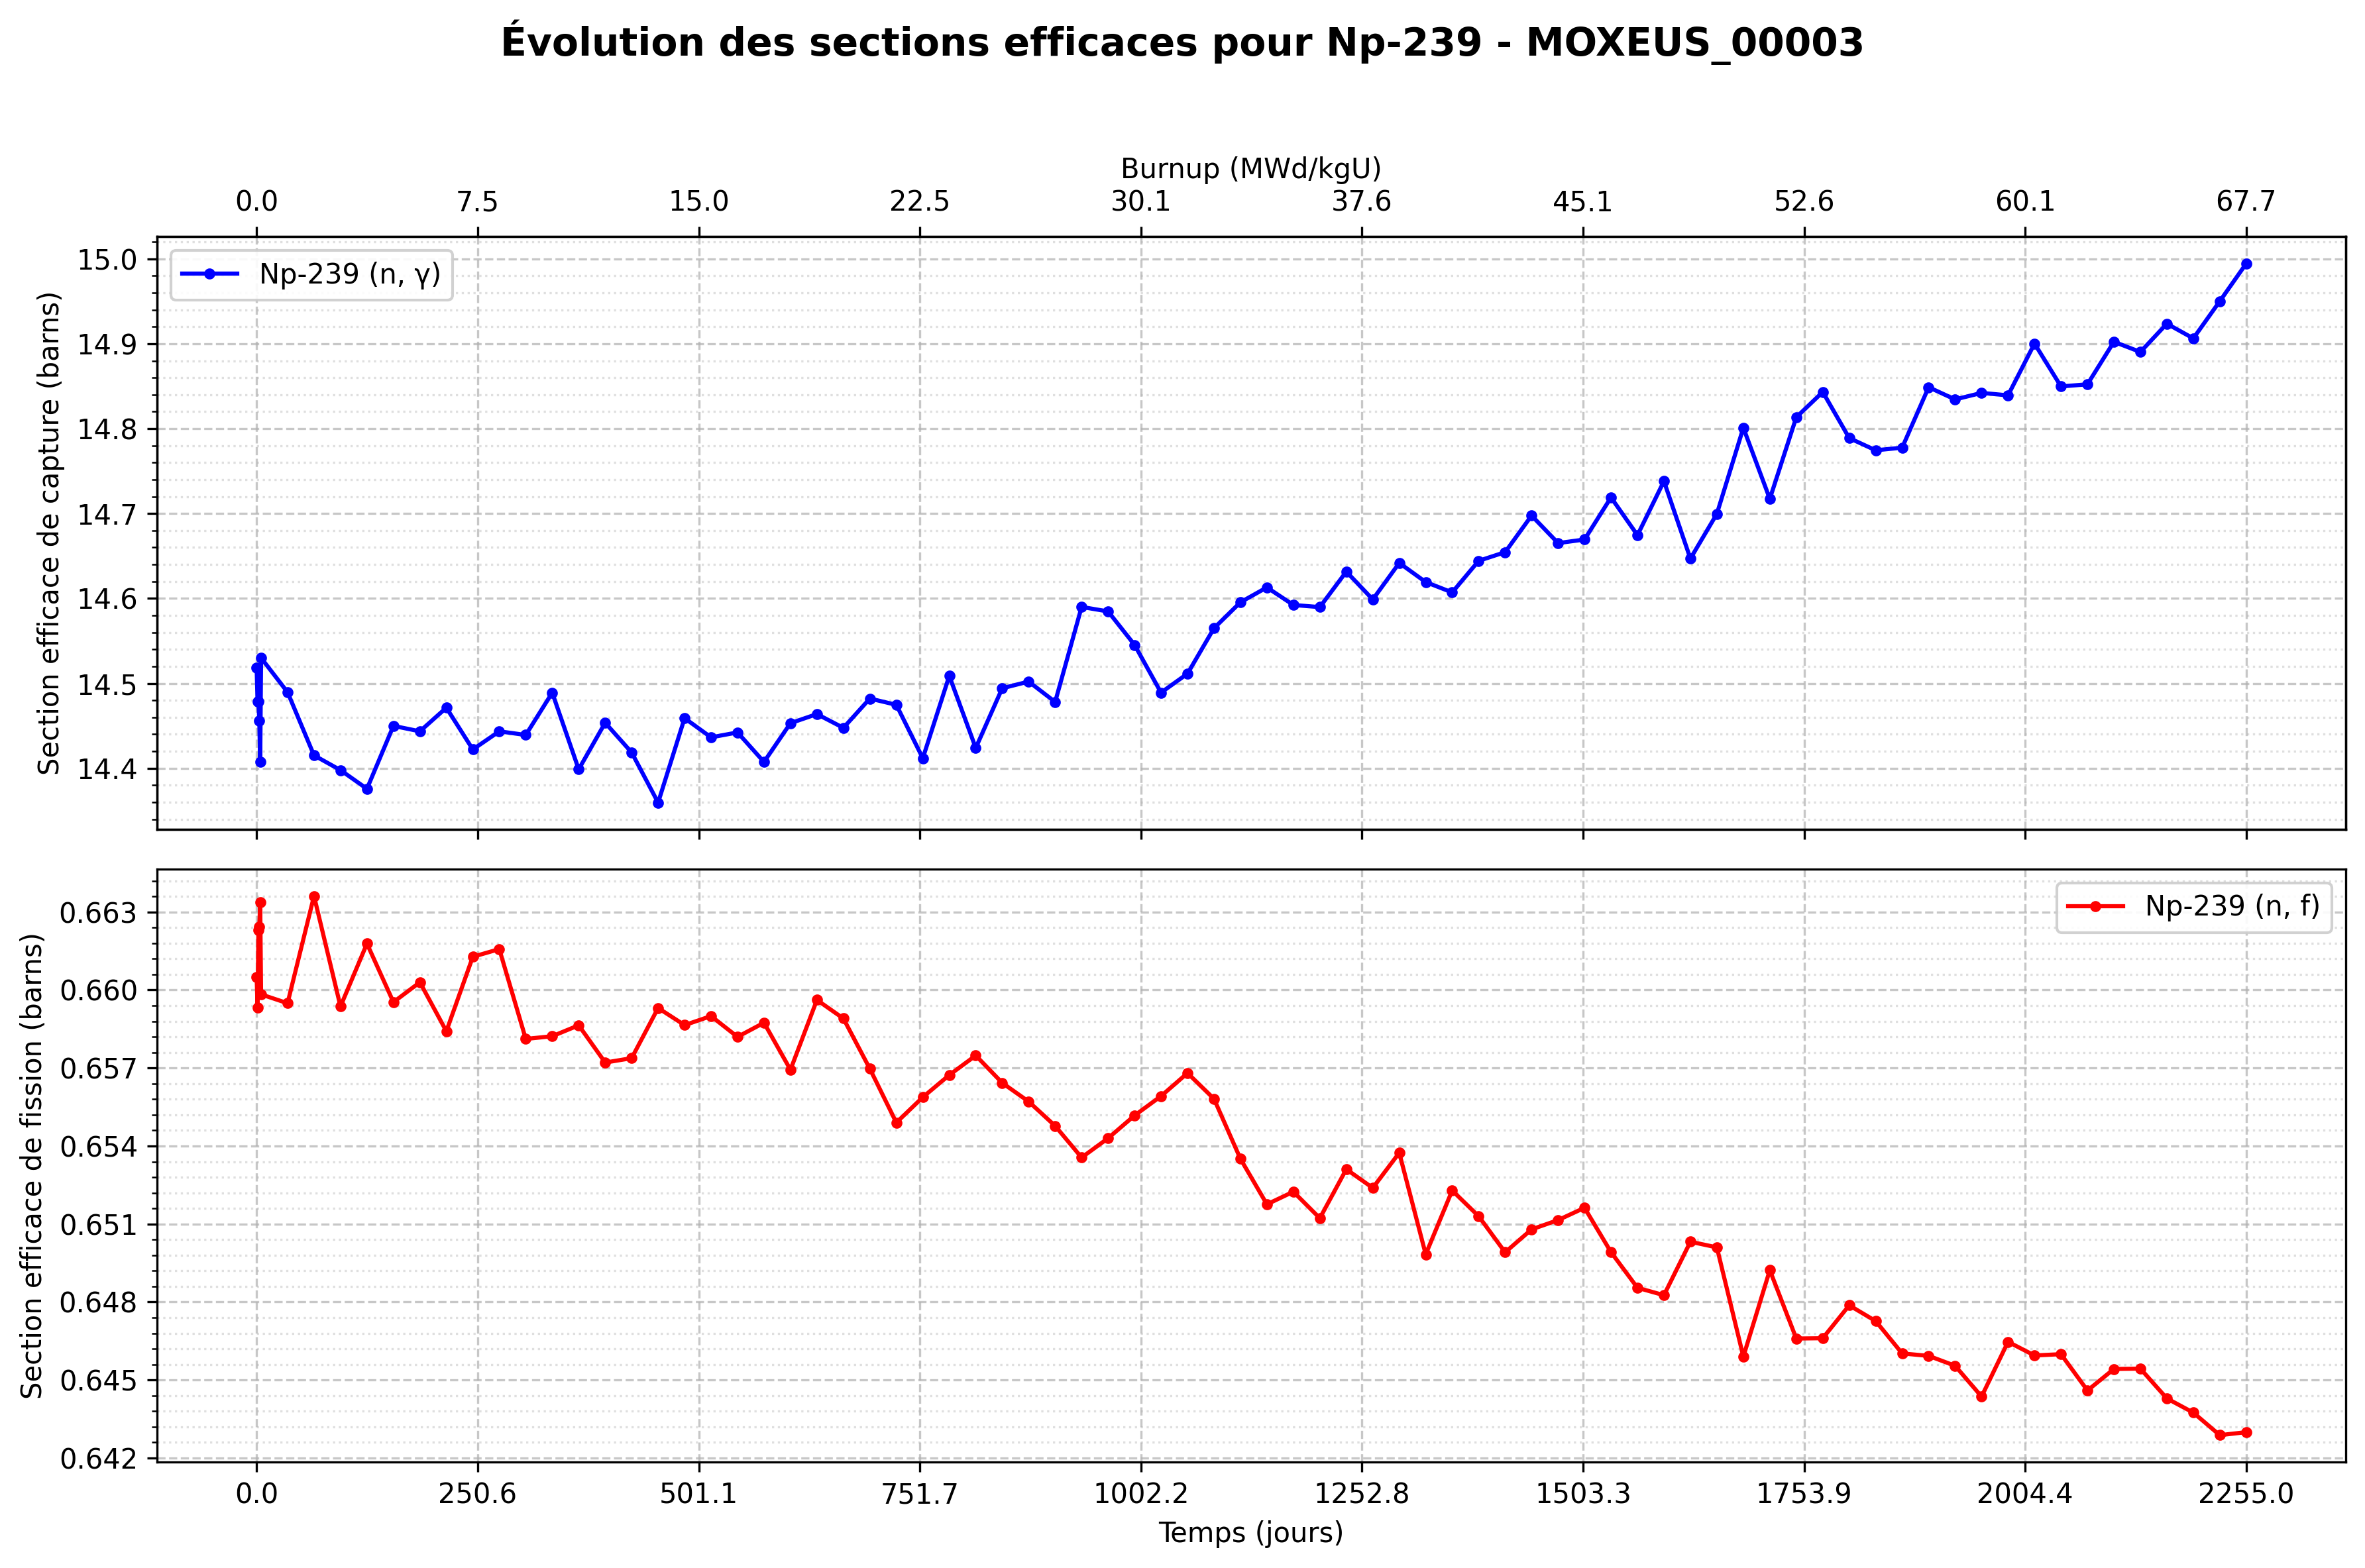 Évolution des sections efficaces pour Np-239 - MOXEUS_00003
Burnup (MWd/kgU)
0.0 7.5 15.0 22.5 30.1 37.6 45.1 52.6 60.1 67.7
Np-239 (n, γ)
Section efficace de capture (barns)
15.0
14.9
14.8
14.7
14.6
14.5
14.4
Np-239 (n, f)
Section efficace de fission (barns)
0.663
0.660
0.657
0.654
0.651
0.648
0.645
0.642
0.0 250.6 501.1 751.7 1002.2 1252.8 1503.3 1753.9 2004.4 2255.0
Temps (jours)